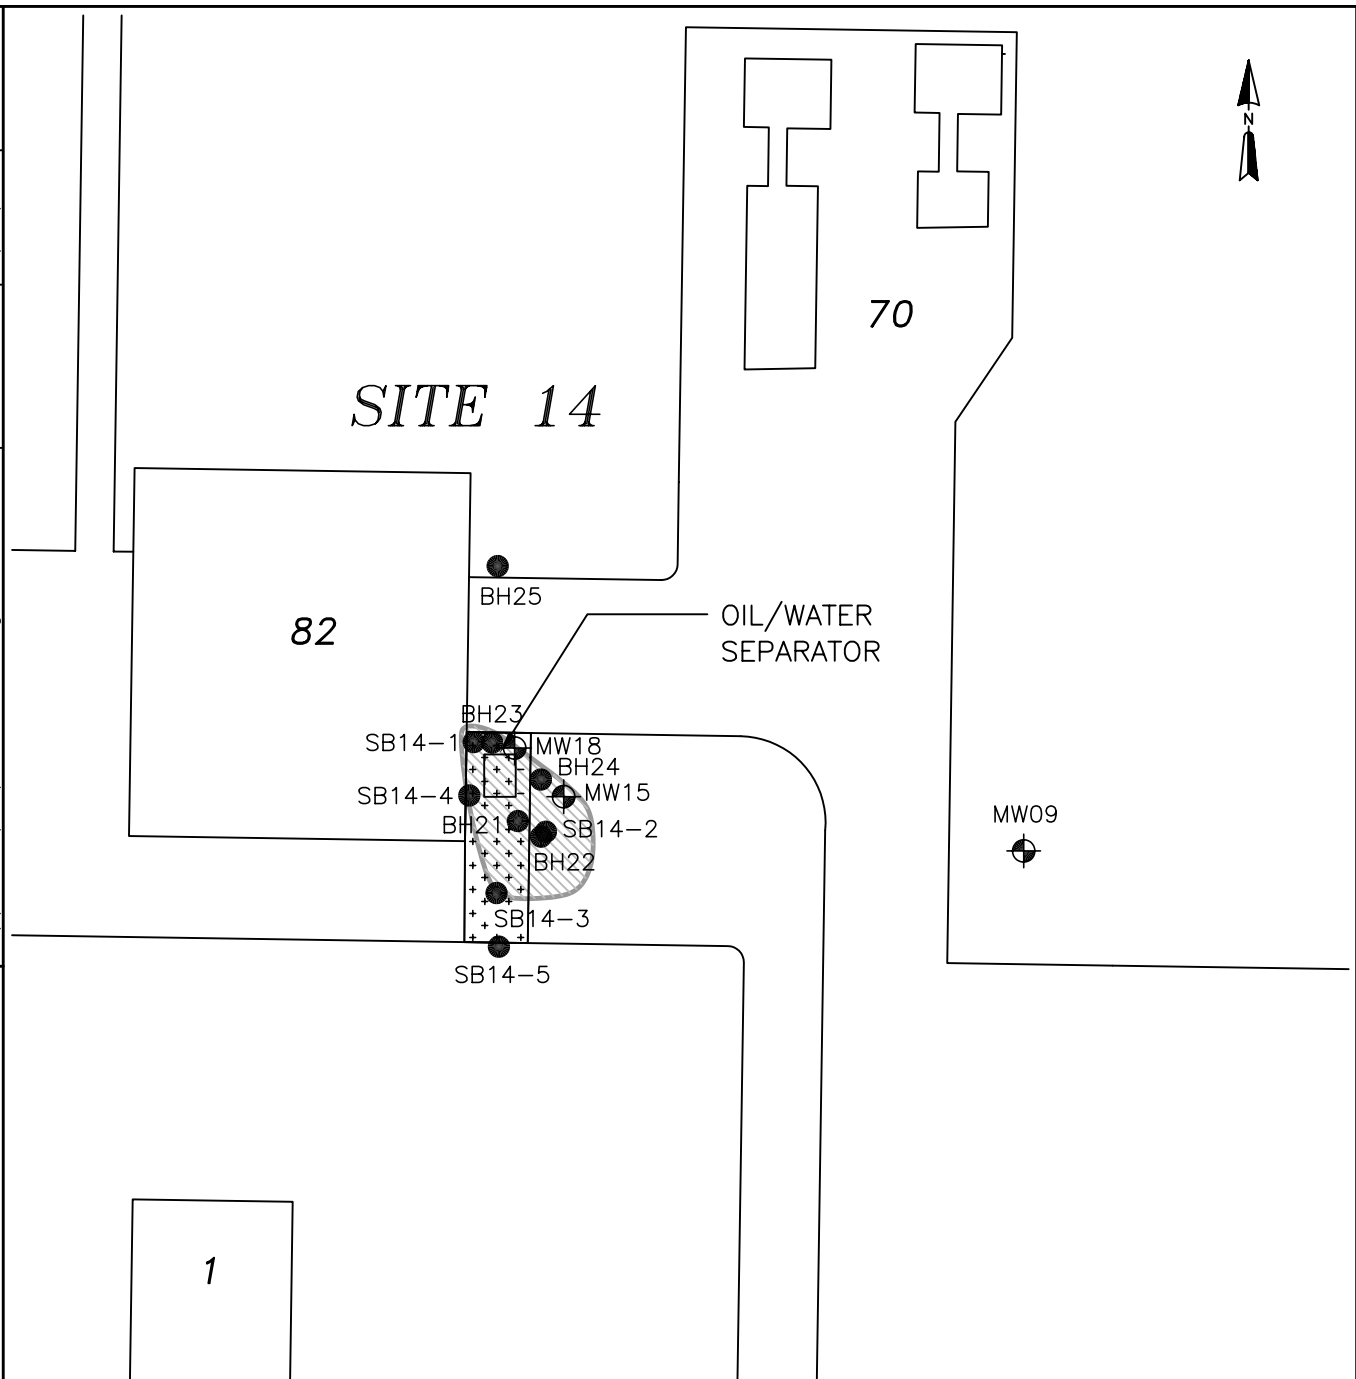 N
70
SITE 14
BH25
OIL/WATER
SEPARATOR
82
BH23
SB14-1
MW18
BH24
SB14-4
MW15
MW09
BH21
SB14-2
BH22
SB14-3
SB14-5
1